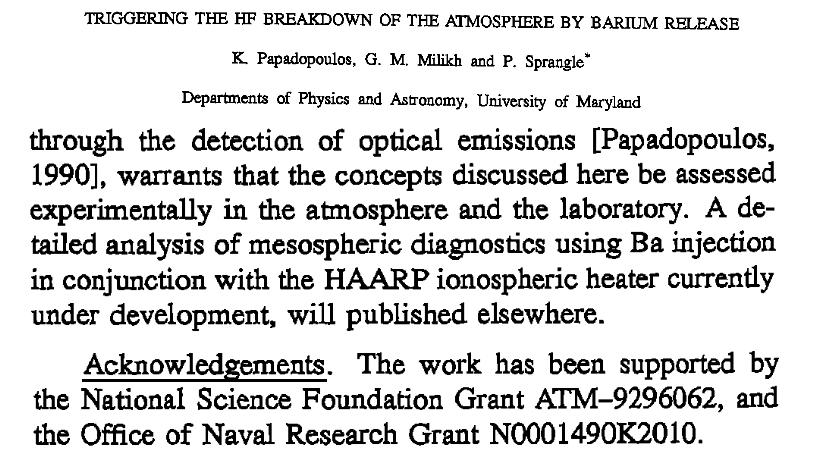 TRIGGERING THE HF BREAKDOWN OF THE ATMOSPHERE BY BARIUM RELEASE
K. Papadopoulos, G. M. Milikh and P. Sprangle*
Departments of Physics and Astronomy, University of Maryland
through the detection of optical emissions [Papadopoulos,
1990], warrants that the concepts discussed here be assessed
experimentally in the atmosphere and the laboratory. A de-
tailed analysis of mesospheric diagnostics using Ba injection
in conjunction with the HAARP ionospheric heater currently
under development, will published elsewhere.
Acknowledgements. The work has been supported by
the National Science Foundation Grant ATM–9296062, and
the Office of Naval Research Grant N0001490K2010.